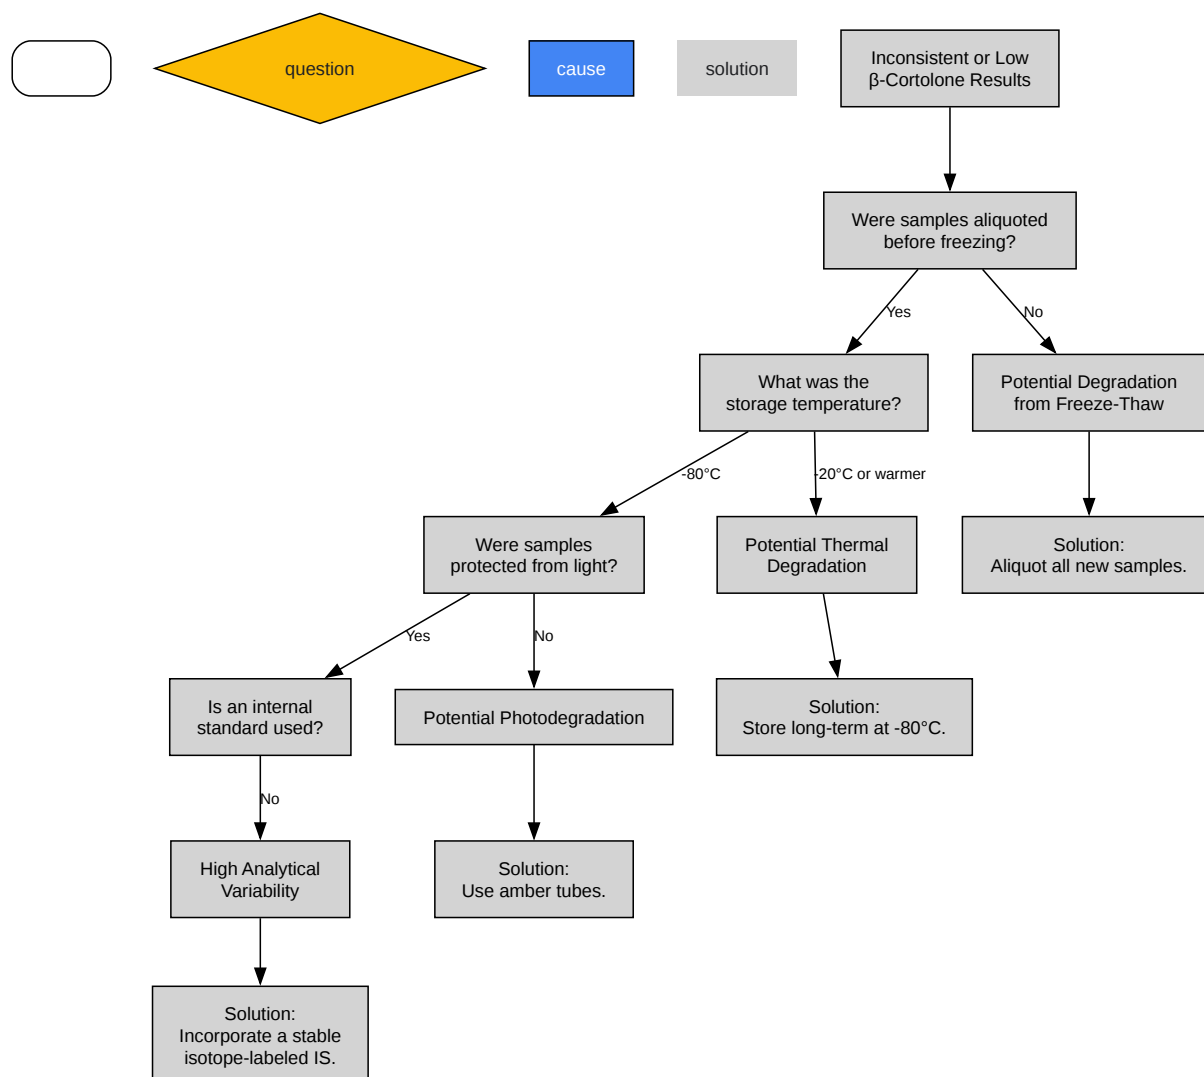 question
cause
solution
Inconsistent or Low
β-Cortolone Results
Were samples aliquoted
before freezing?
Yes
No
What was the
storage temperature?
Potential Degradation
from Freeze-Thaw
-80°C
-20°C or warmer
Were samples
protected from light?
Potential Thermal
Degradation
Solution:
Aliquot all new samples.
Yes
No
Is an internal
standard used?
Potential Photodegradation
Solution:
Store long-term at -80°C.
No
High Analytical
Variability
Solution:
Use amber tubes.
Solution:
Incorporate a stable
isotope-labeled IS.